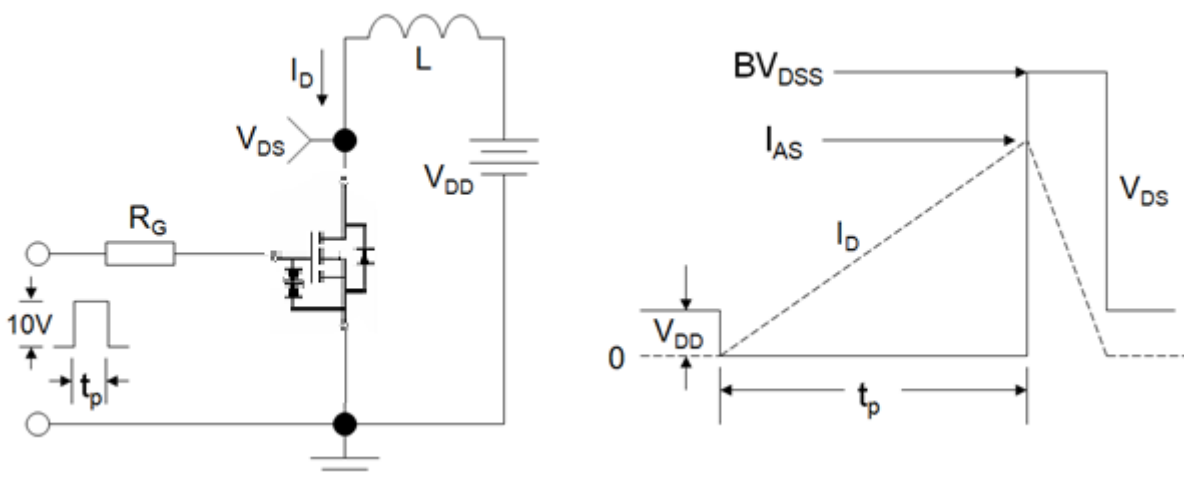 L
I_D
V_DS
V_DD
R_G
10V
t_p
BV_DSS
I_AS
V_DS
I_D
V_DD
0
t_p